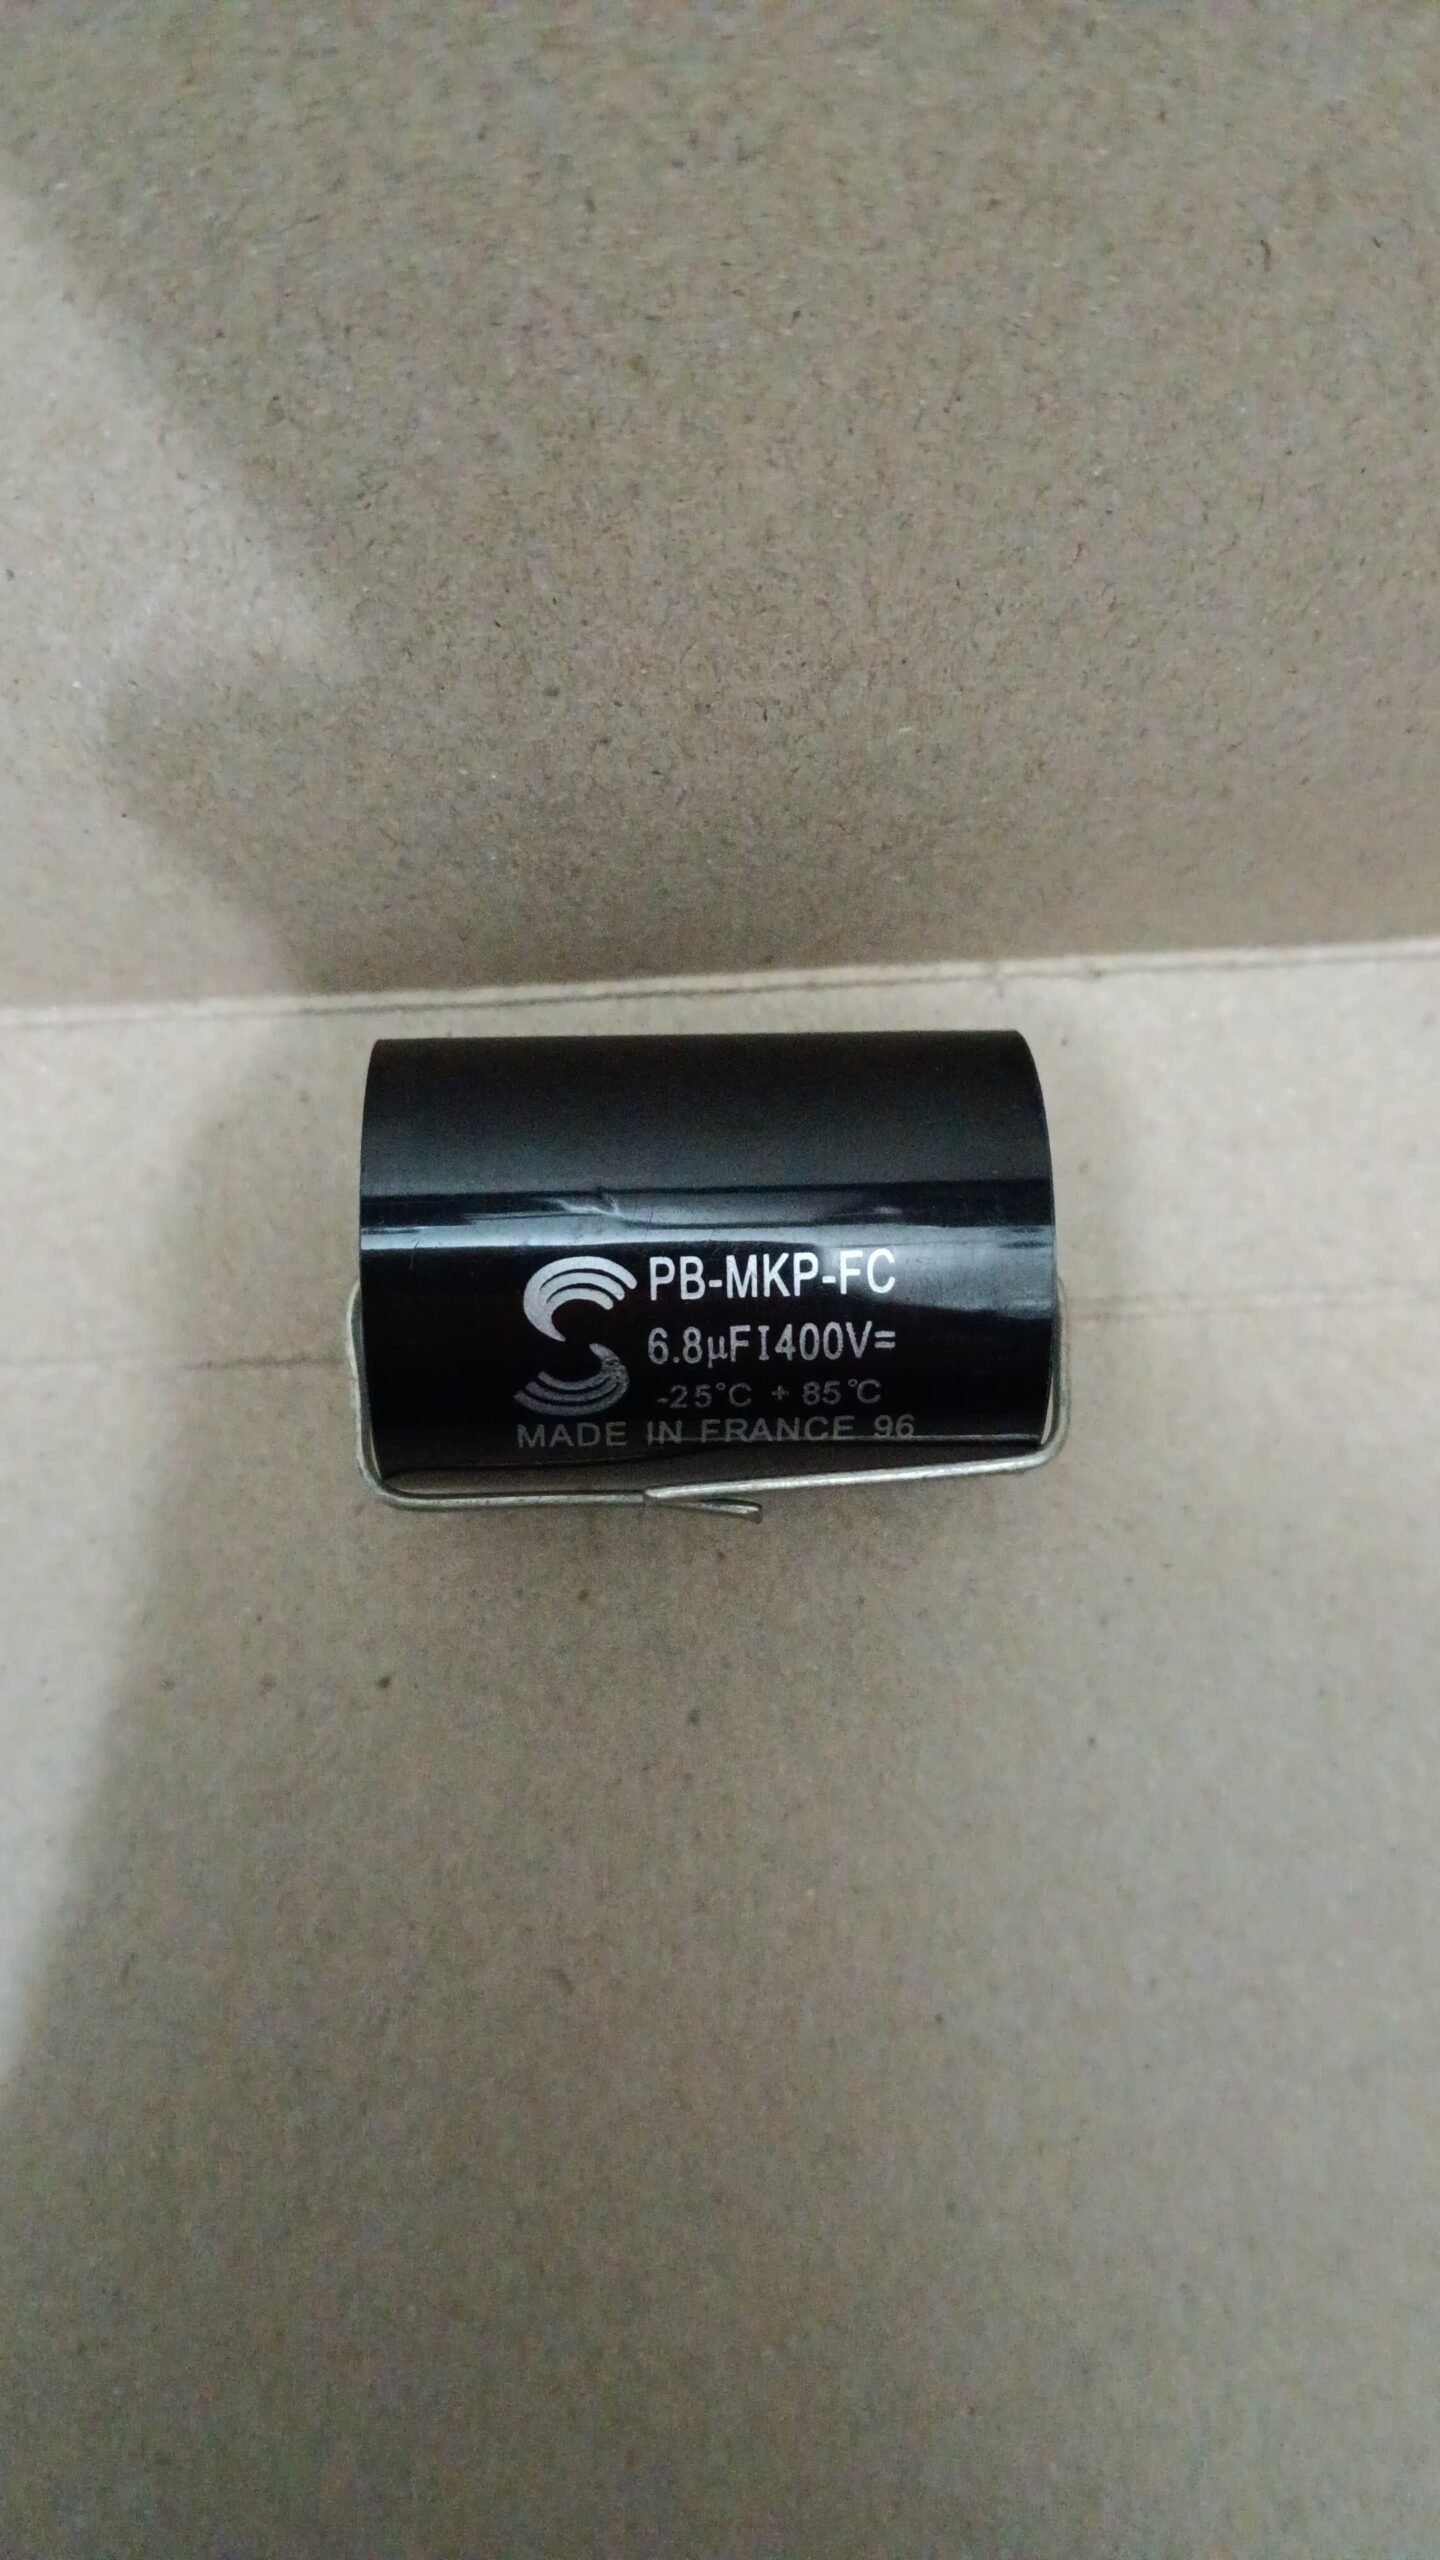 PB-MKP-FC
6.8µFI400V=
-25°C + 85°C
MADE IN FRANCE 96